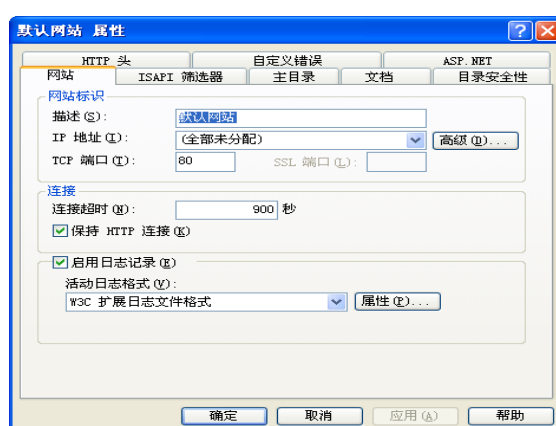 默认网站 属性
HTTP 头 自定义错误 ASP.NET
网站 ISAPI 筛选器 主目录 文档 目录安全性
网站标识
描述(S): 默认网站
IP 地址(I): (全部未分配) 高级(D)...
TCP 端口(T): 80 SSL 端口(L):
连接
连接超时(N): 900 秒
保持 HTTP 连接(K)
启用日志记录(E)
活动日志格式(V):
W3C 扩展日志文件格式 属性(P)...
确定 取消 应用(A) 帮助